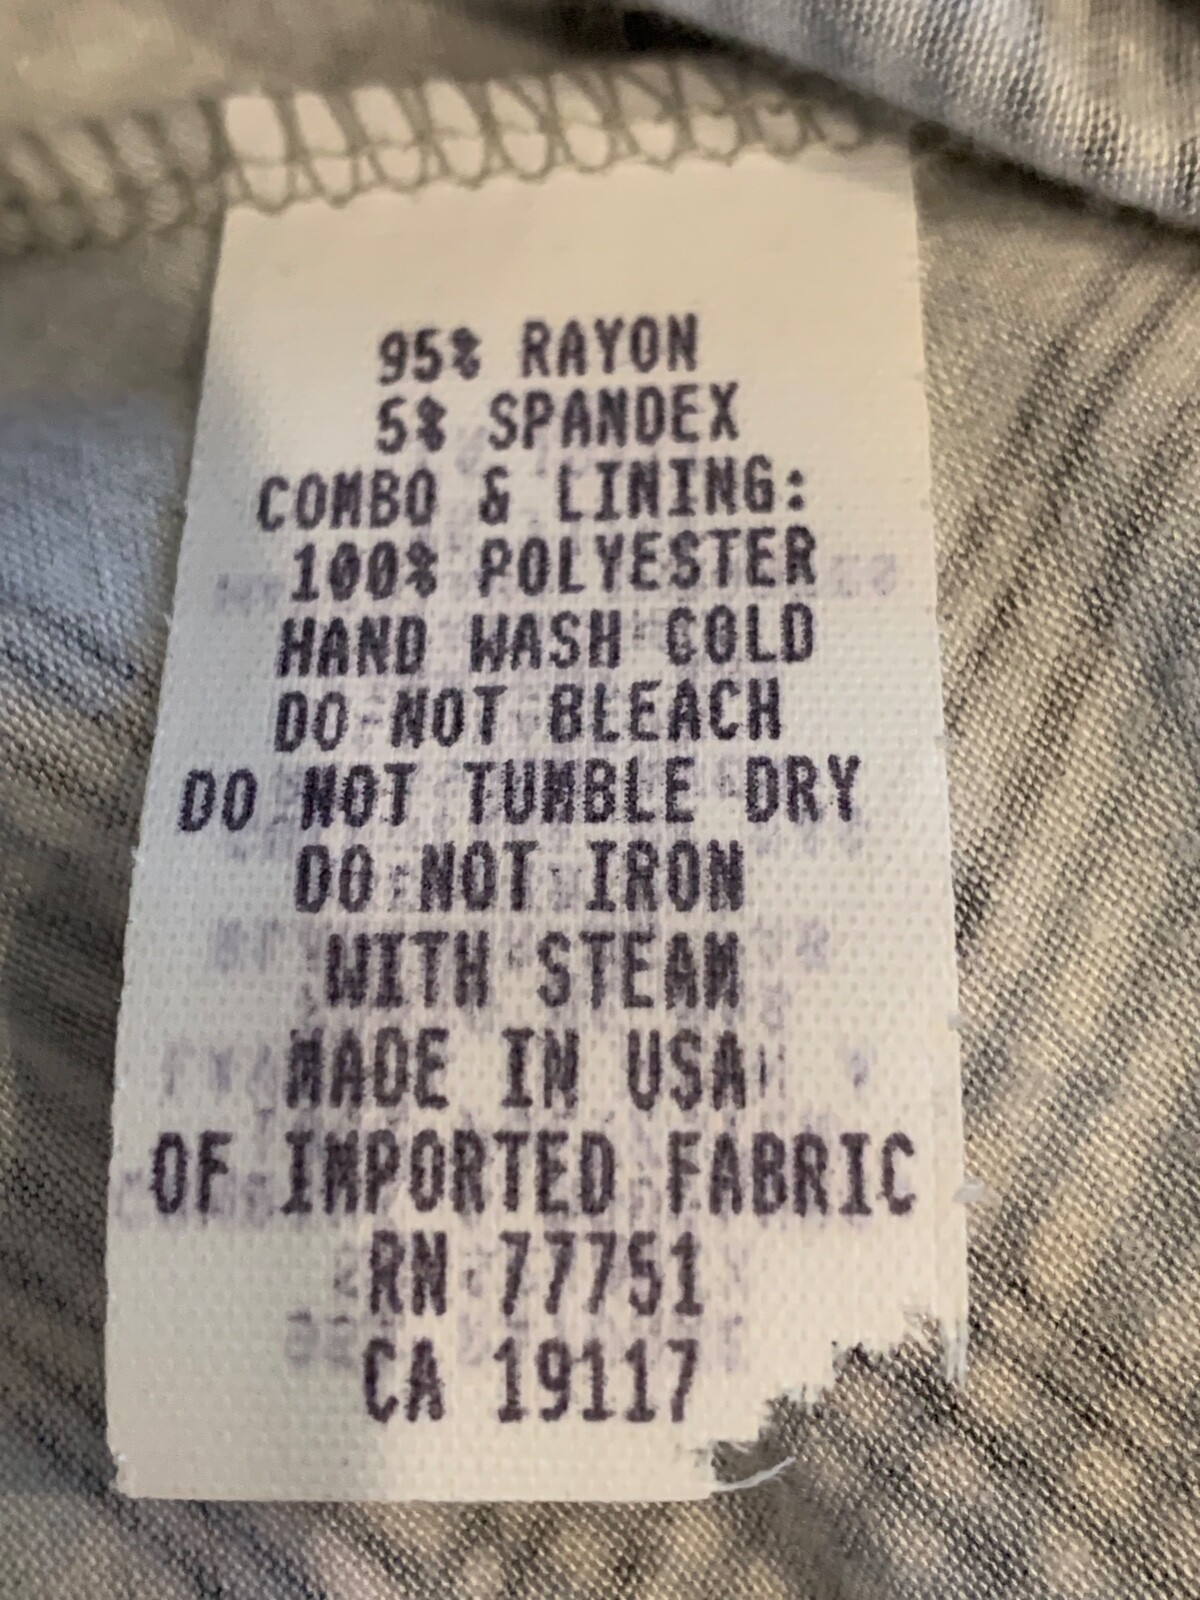 95% RAYON
5% SPANDEX
COMBO & LINING:
100% POLYESTER
HAND WASH COLD
DO NOT BLEACH
DO NOT TUMBLE DRY
DO NOT IRON
WITH STEAM
MADE IN USA
OF IMPORTED FABRIC
RN 77751
CA 19117